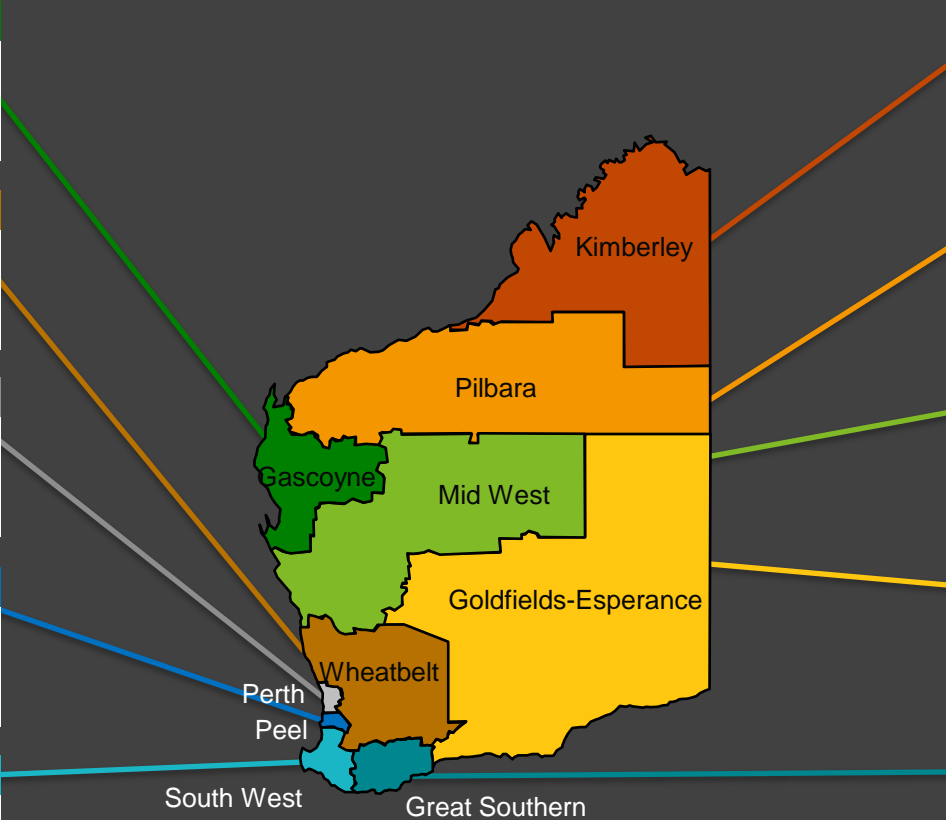 Kimberley
Pilbara
Gascoyne
Mid West
Goldfields-Esperance
Wheatbelt
Perth
Peel
South West
Great Southern